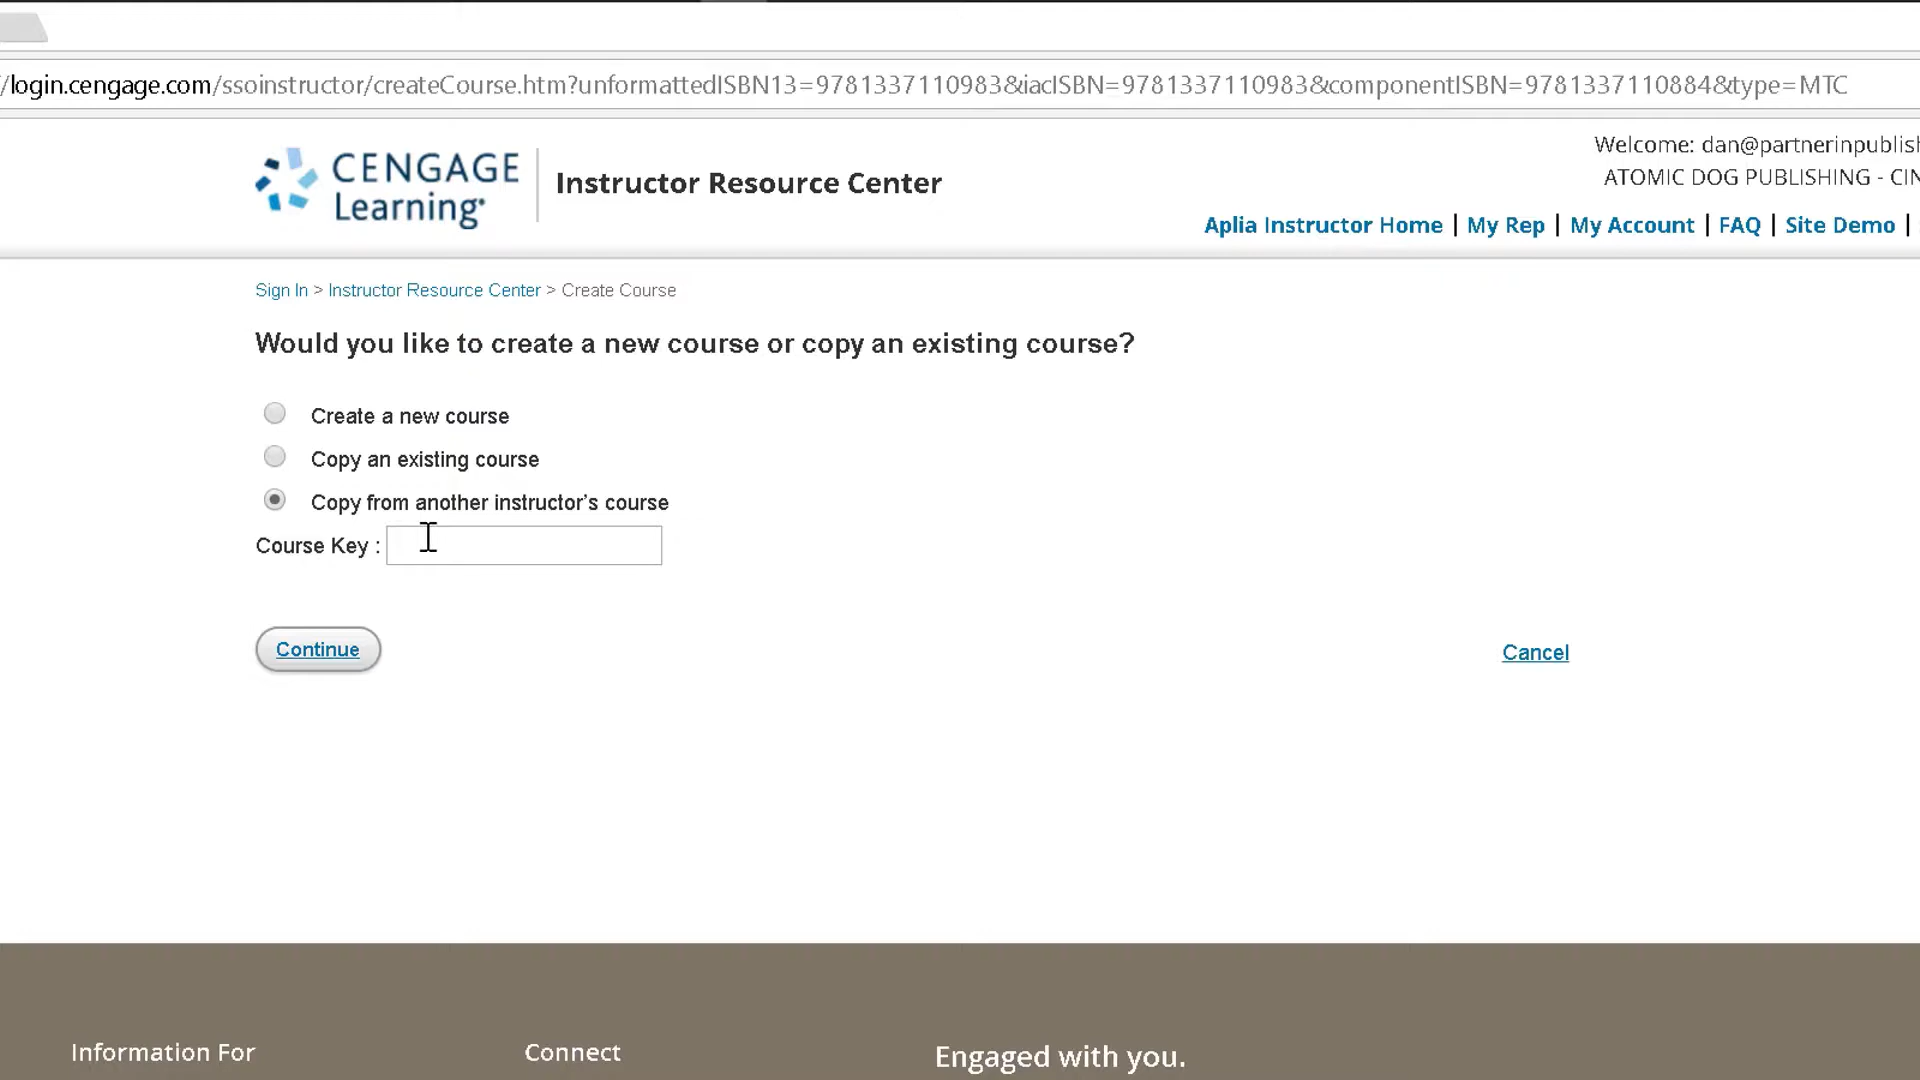 /login.cengage.com/ssoinstructor/createCourse.htm?unformattedISBN13=9781337110983&iacISBN=9781337110983&componentISBN=9781337110884&type=MTC
CENGAGE
Learning
Instructor Resource Center
Welcome: dan@partnerinpublish
ATOMIC DOG PUBLISHING - CIN
Aplia Instructor Home | My Rep | My Account | FAQ | Site Demo |
Sign In > Instructor Resource Center > Create Course
Would you like to create a new course or copy an existing course?
Create a new course
Copy an existing course
Copy from another instructor’s course
Course Key :
Continue
Cancel
Information For
Connect
Engaged with you.